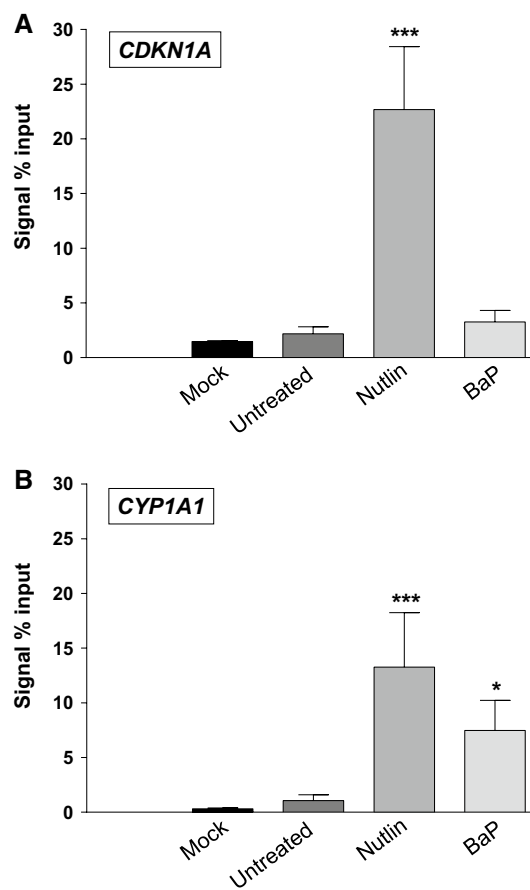 A
CDKN1A
Signal % input
30
25
20
15
10
5
0
***
Mock
Untreated
Nutlin
BaP
B
CYP1A1
Signal % input
30
25
20
15
10
5
0
***
*
Mock
Untreated
Nutlin
BaP